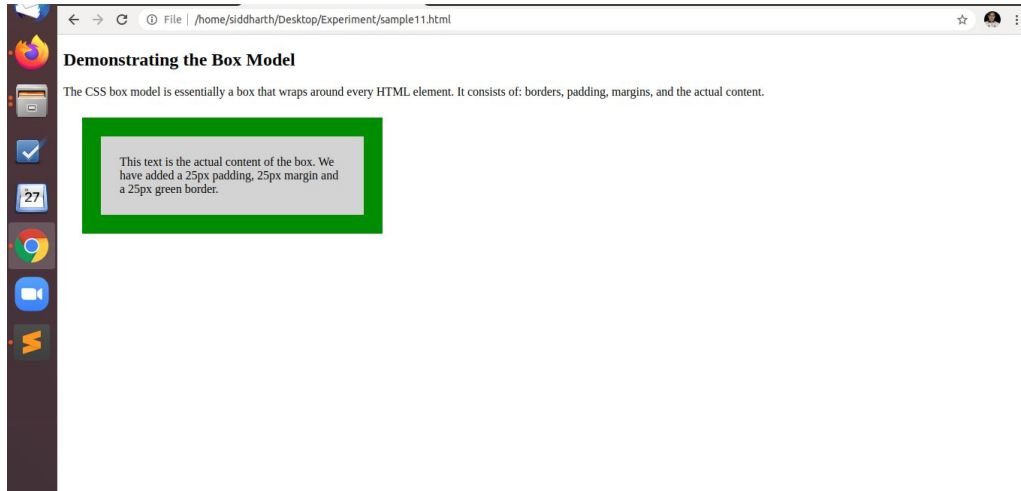 File | /home/siddharth/Desktop/Experiment/sample11.html
Demonstrating the Box Model
The CSS box model is essentially a box that wraps around every HTML element. It consists of: borders, padding, margins, and the actual content.
This text is the actual content of the box. We
have added a 25px padding, 25px margin and
a 25px green border.
27